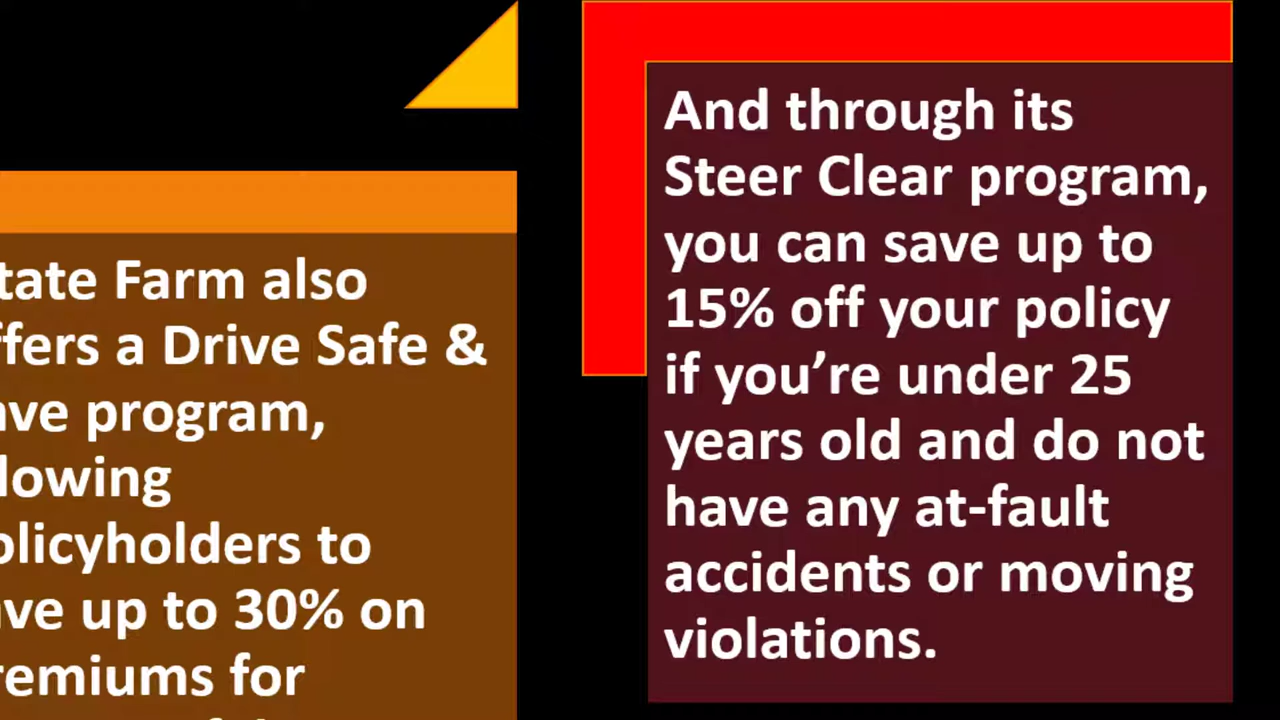 tate Farm also
ffers a Drive Safe &
ave program,
lowing
olicyholders to
ave up to 30% on
remiums for
And through its
Steer Clear program,
you can save up to
15% off your policy
if you're under 25
years old and do not
have any at-fault
accidents or moving
violations.